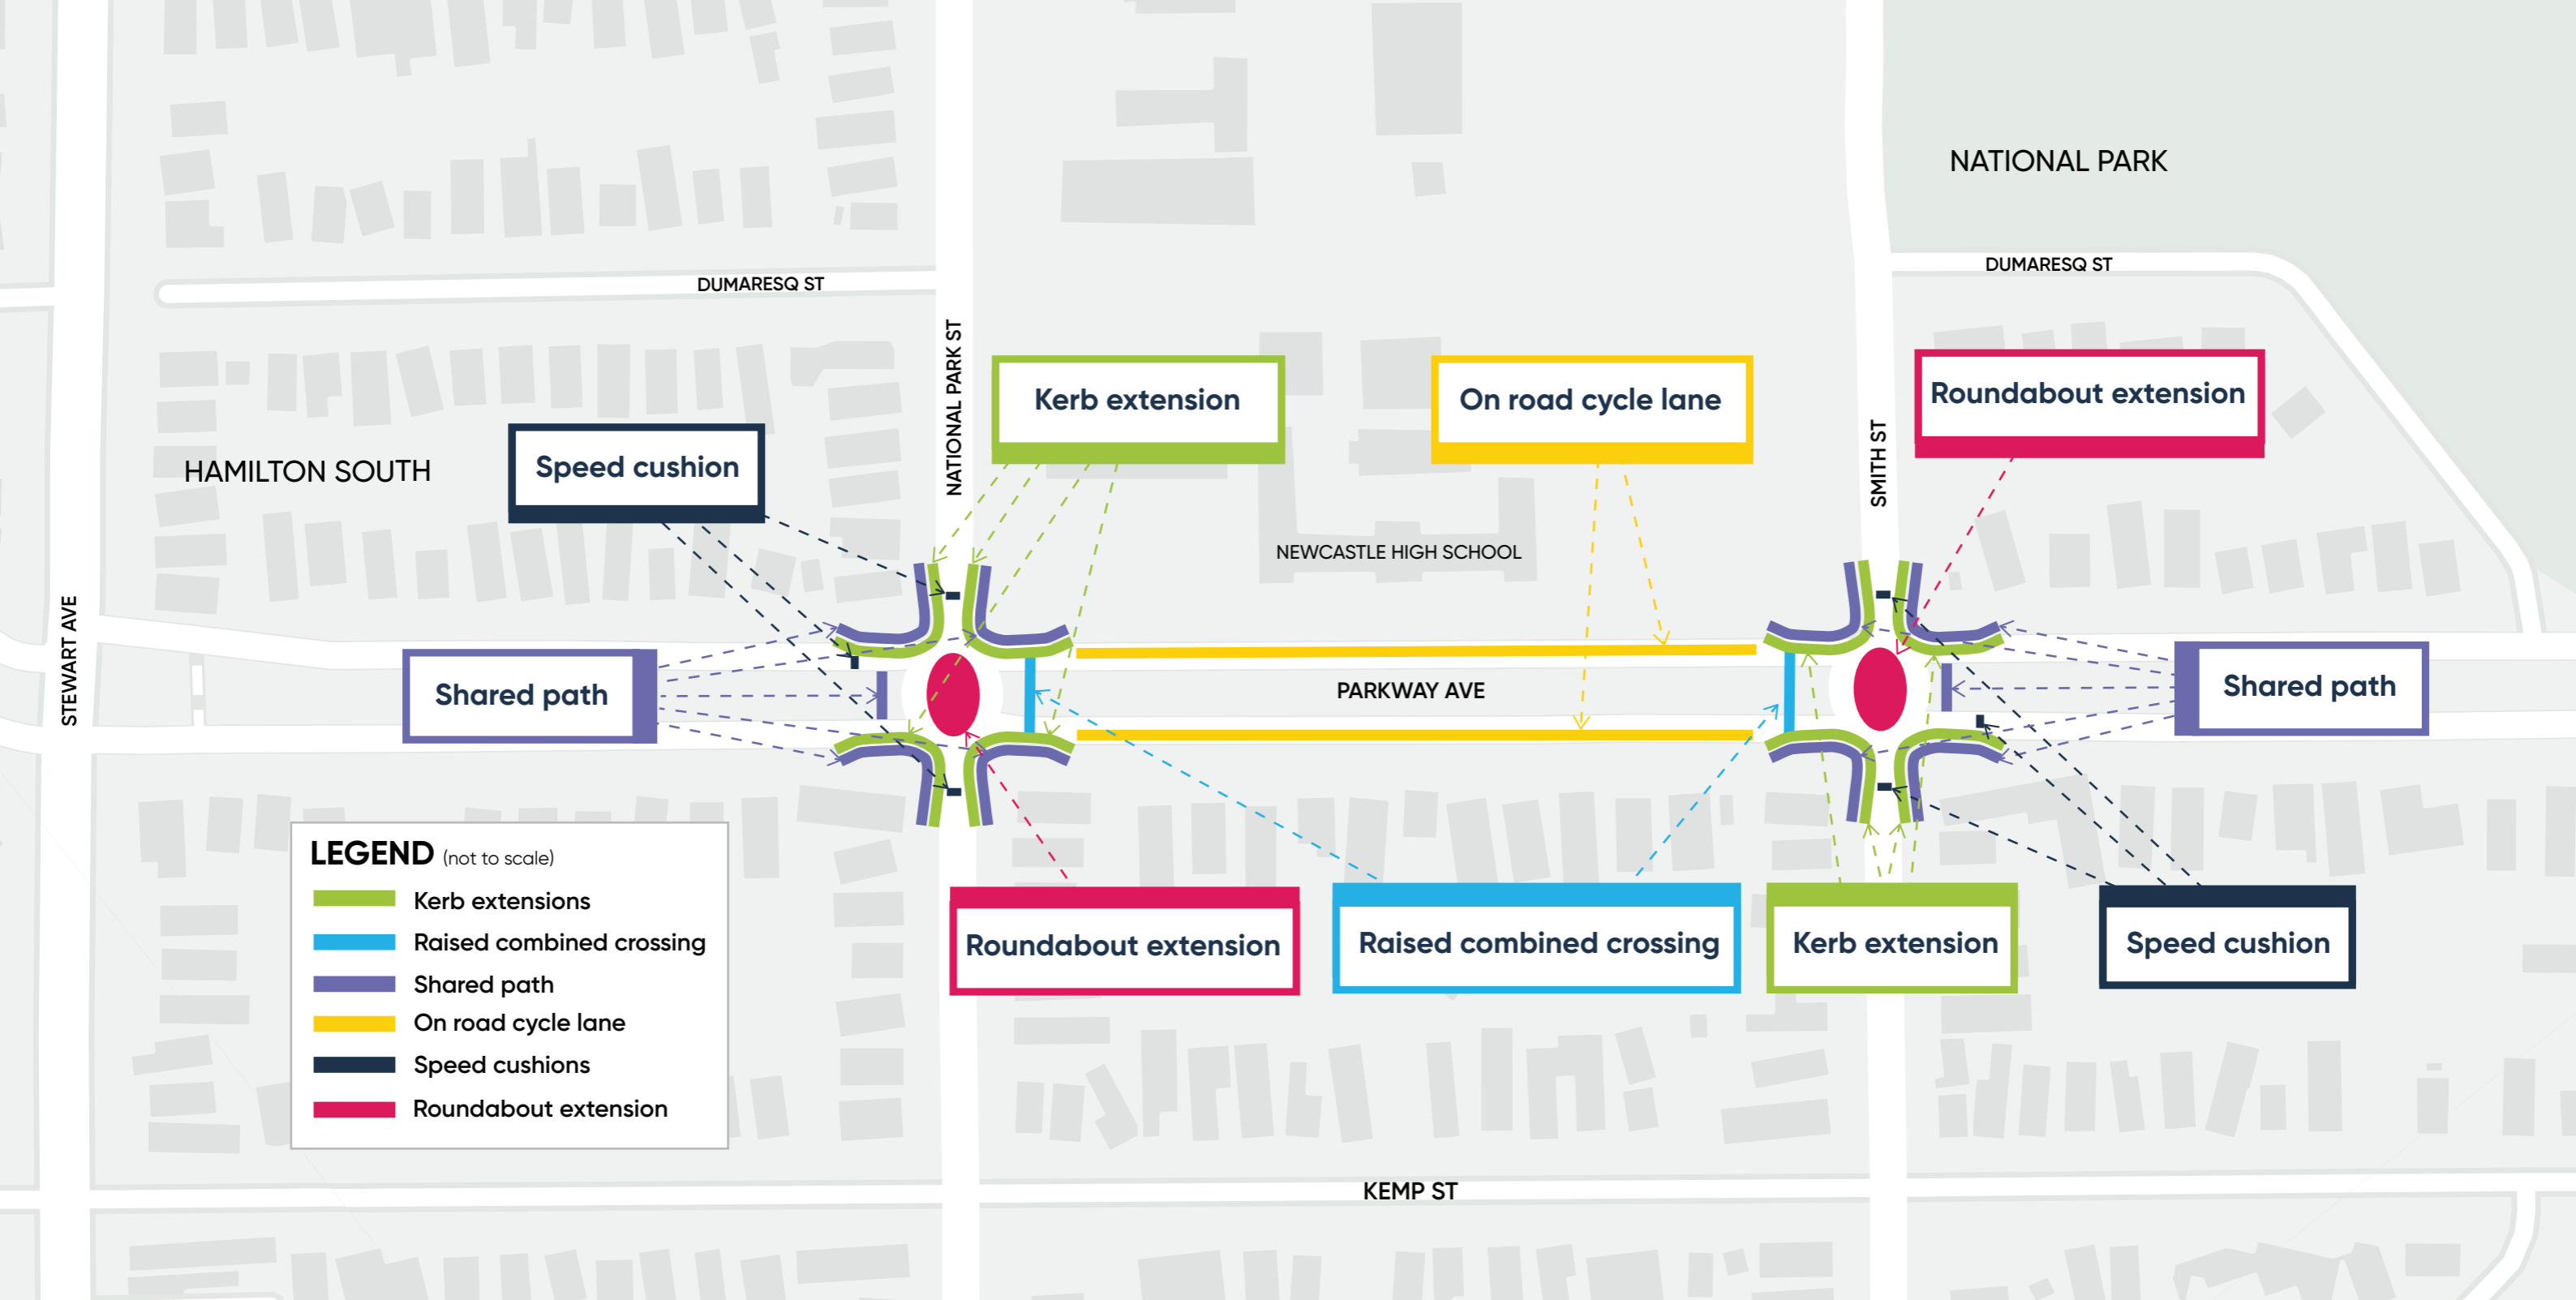 NATIONAL PARK
DUMARESQ ST
DUMARESQ ST
NATIONAL PARK ST
Kerb extension
On road cycle lane
Roundabout extension
SMITH ST
Speed cushion
HAMILTON SOUTH
NEWCASTLE HIGH SCHOOL
STEWART AVE
Shared path
PARKWAY AVE
Shared path
LEGEND (not to scale)
Kerb extensions
Raised combined crossing
Shared path
On road cycle lane
Speed cushions
Roundabout extension
Roundabout extension
Raised combined crossing
Kerb extension
Speed cushion
KEMP ST